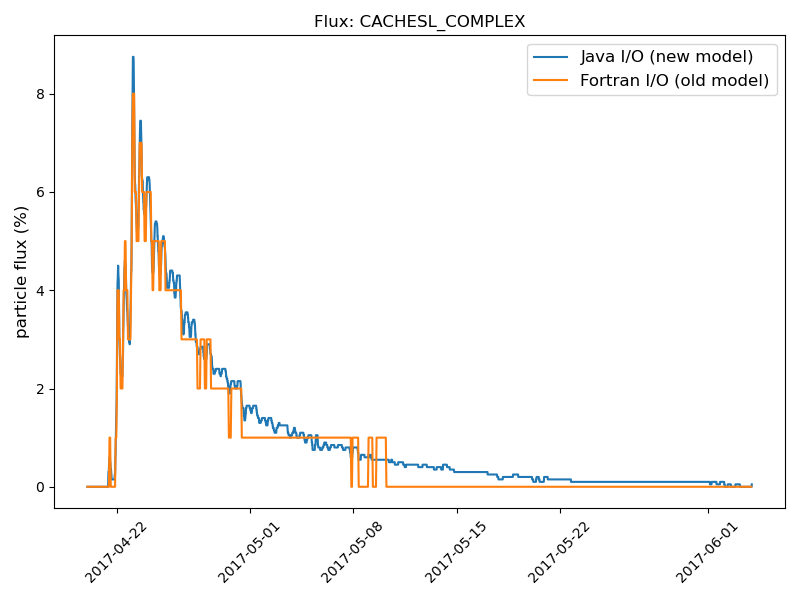 Flux: CACHESL_COMPLEX
Java I/O (new model)
Fortran I/O (old model)
particle flux (%)
8
6
4
2
0
2017-04-22
2017-05-01
2017-05-08
2017-05-15
2017-05-22
2017-06-01